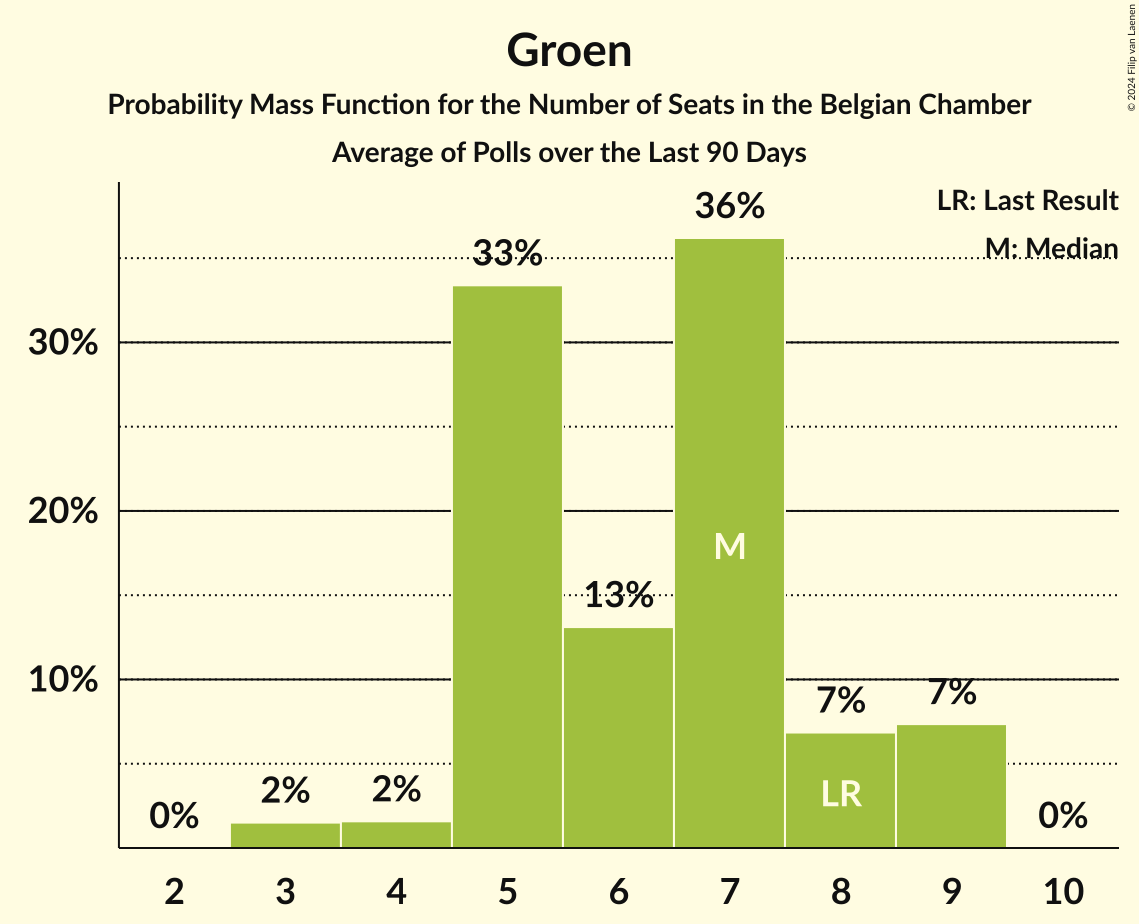 Groen
Probability Mass Function for the Number of Seats in the Belgian Chamber
Average of Polls over the Last 90 Days
© 2024 Filip van Laenen
LR: Last Result
M: Median
30%
20%
10%
0%
2%
2%
33%
13%
36%
7%
7%
0%
M
LR
2 3 4 5 6 7 8 9 10